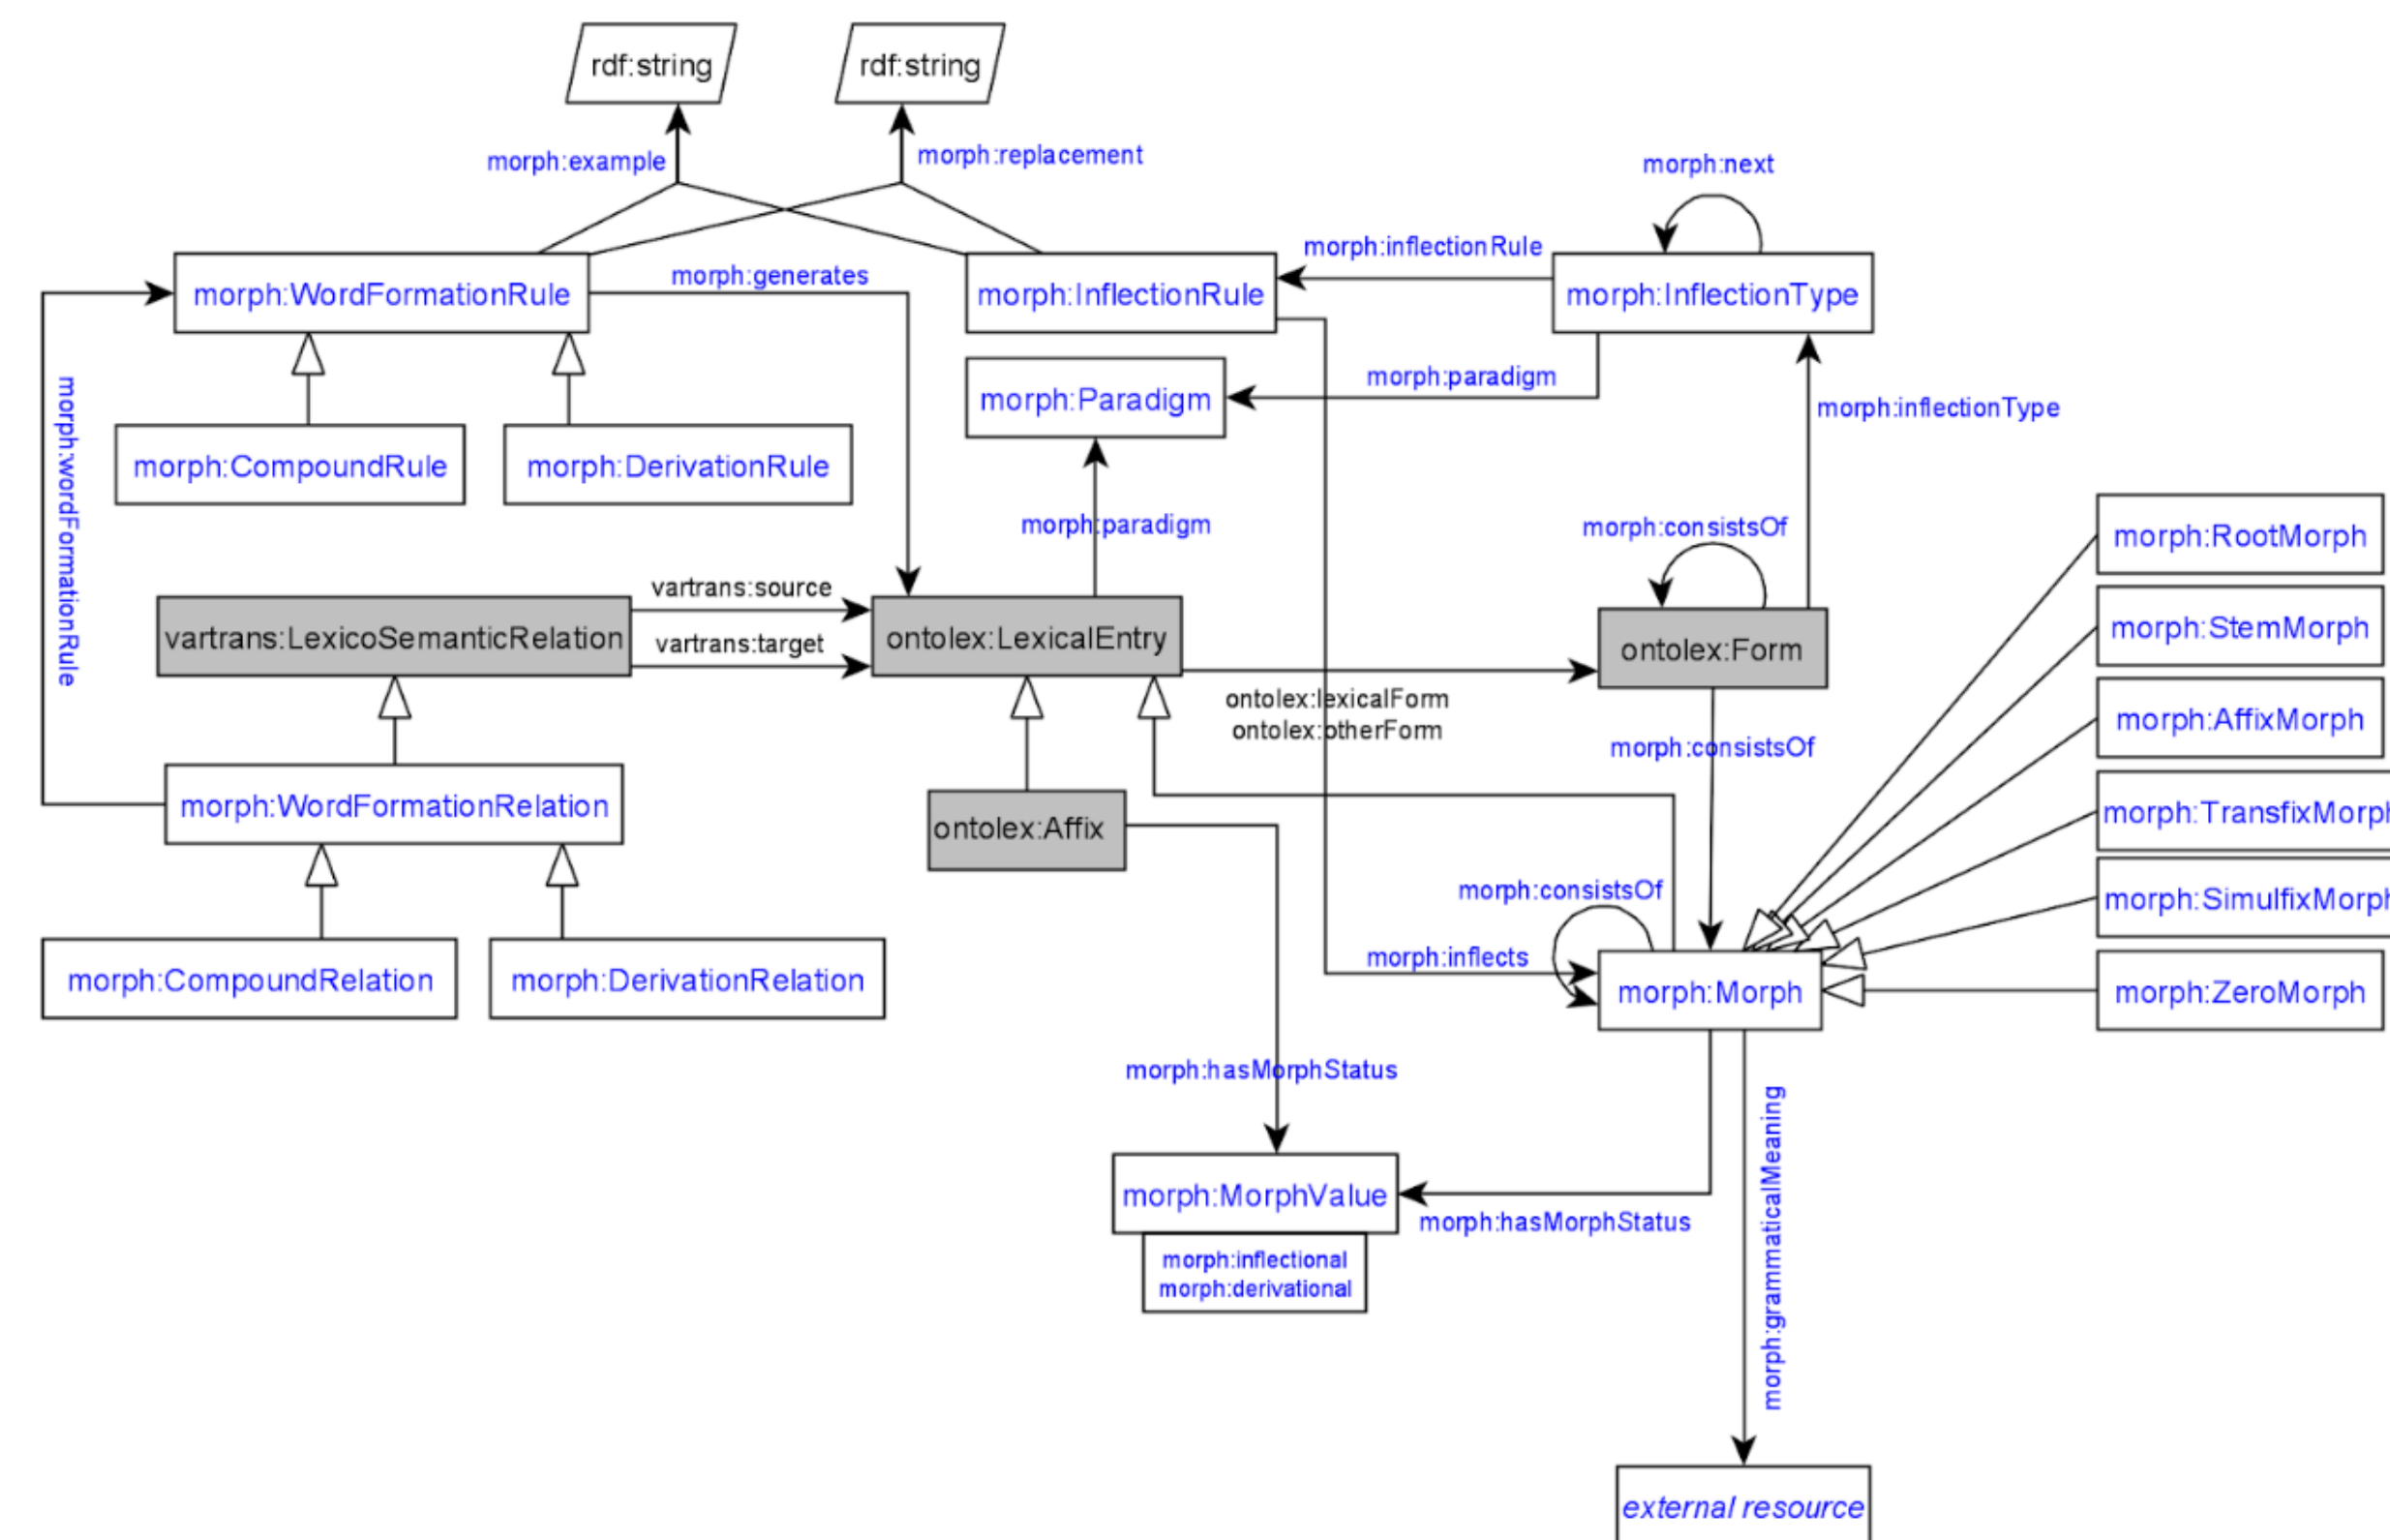 rdf:string
rdf:string
morph:example
morph:replacement
morph:next
morph:inflectionRule
morph:WordFormationRule
morph:generates
morph:InflectionRule
morph:InflectionType
morph:paradigm
morph:Paradigm
morph:inflectionType
morph:wordFormationRule
morph:CompoundRule
morph:DerivationRule
morph:paradigm
morph:consistsOf
morph:RootMorph
vartrans:source
morph:StemMorph
vartrans:LexicoSemanticRelation
vartrans:target
ontolex:LexicalEntry
ontolex:Form
ontolex:lexicalForm
ontolex:otherForm
morph:AffixMorph
morph:consistsOf
morph:WordFormationRelation
ontolex:Affix
morph:TransfixMorph
morph:consistsOf
morph:SimulfixMorph
morph:inflects
morph:CompoundRelation
morph:DerivationRelation
morph:Morph
morph:ZeroMorph
morph:hasMorphStatus
morph:MorphValue
morph:hasMorphStatus
morph:grammaticalMeaning
morph:inflectional
morph:derivational
external resource